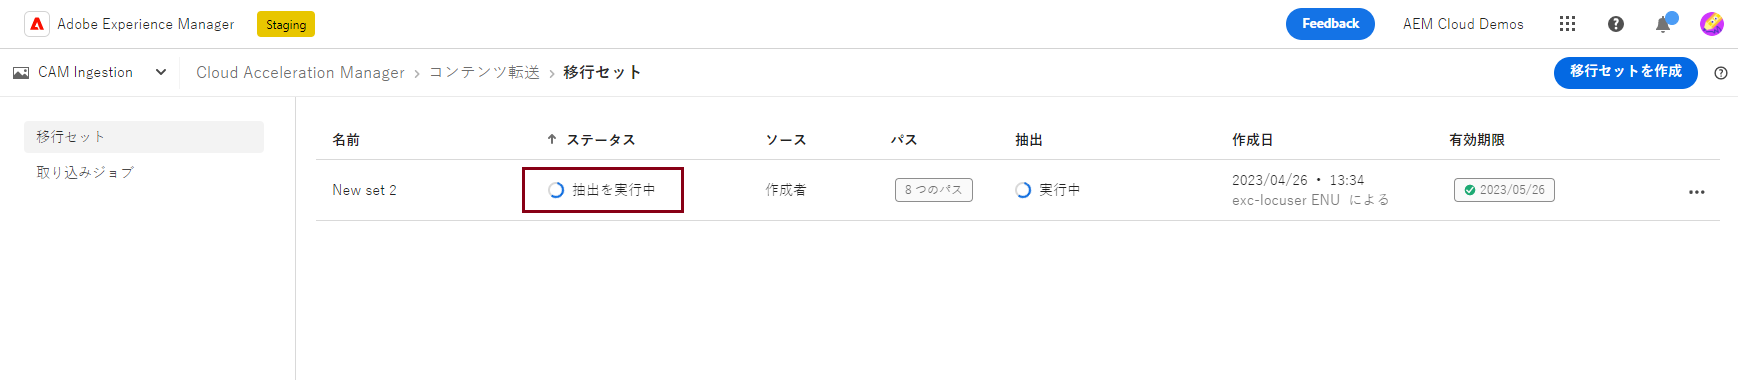 Adobe Experience Manager Staging Feedback AEM Cloud Demos
CAM Ingestion Cloud Acceleration Manager › コンテンツ転送 › 移行セット 移行セットを作成
移行セット
取り込みジョブ
名前 ↑ ステータス ソース パス 抽出 作成日 有効期限
New set 2 抽出を実行中 作成者 8 つのパス 実行中 2023/04/26 • 13:34 2023/05/26
exc-locuser ENU による